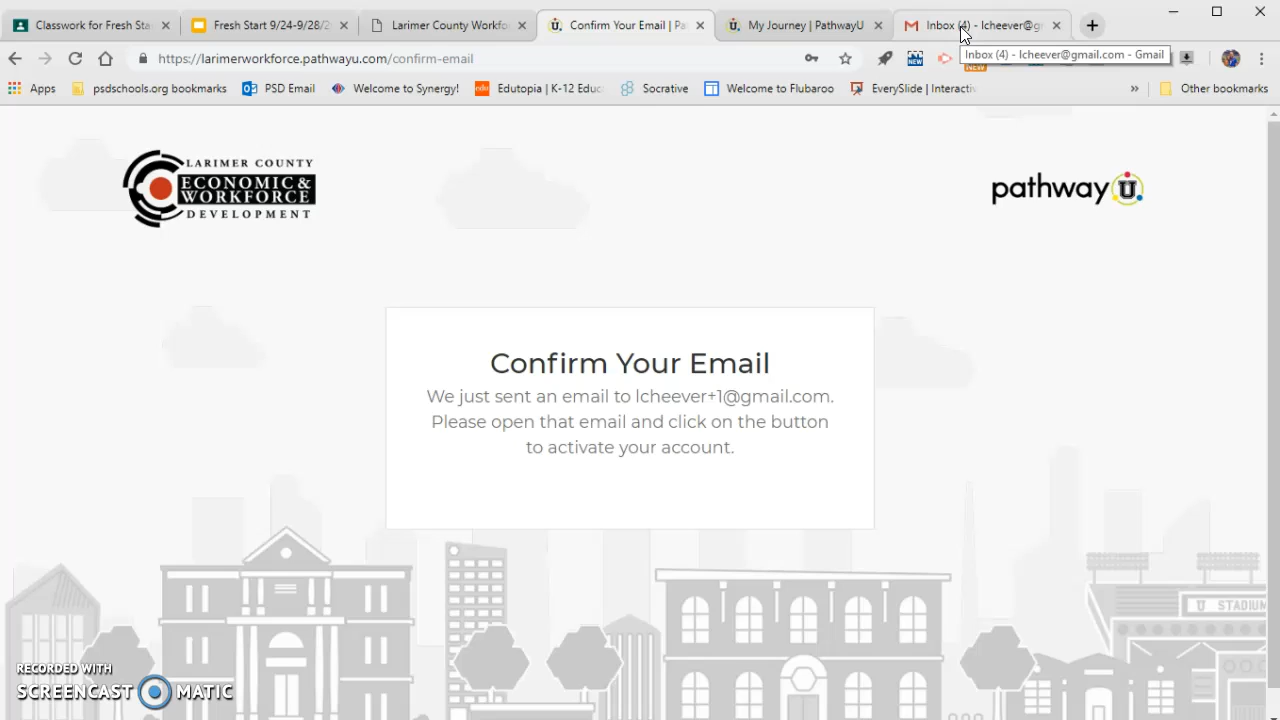 Classwork for Fresh Sta
Fresh Start 9/24-9/28/2
Larimer County Workfo
Confirm Your Email | Pa
My Journey | PathwayU
Inbox (4) - lcheever@g
https://larimerworkforce.pathwayu.com/confirm-email
Inbox (4) - lcheever@gmail.com - Gmail
NEW
NEW
Apps
psdschools.org bookmarks
PSD Email
Welcome to Synergy!
Edutopia | K-12 Educ
Socrative
Welcome to Flubaroo
EverySlide | Interactiv
»
Other bookmarks
LARIMER COUNTY
ECONOMIC &
WORKFORCE
DEVELOPMENT
pathway U
Confirm Your Email
We just sent an email to lcheever+1@gmail.com.
Please open that email and click on the button
to activate your account.
U STADIUM
RECORDED WITH
SCREENCAST MATIC